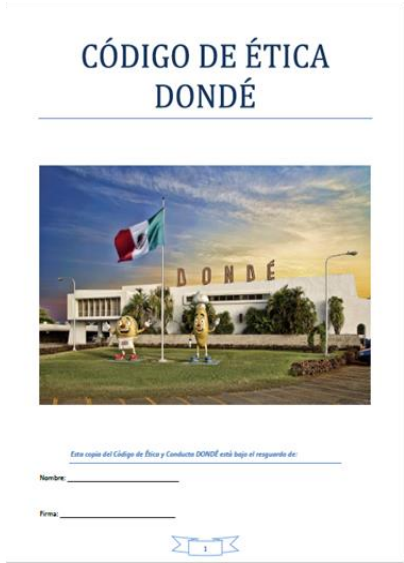 CÓDIGO DE ÉTICA
DONDÉ
DONDÉ
Esta copia del Código de Ética y Conducta DONDÉ está bajo el resguardo de:
Nombre:
Firma:
1